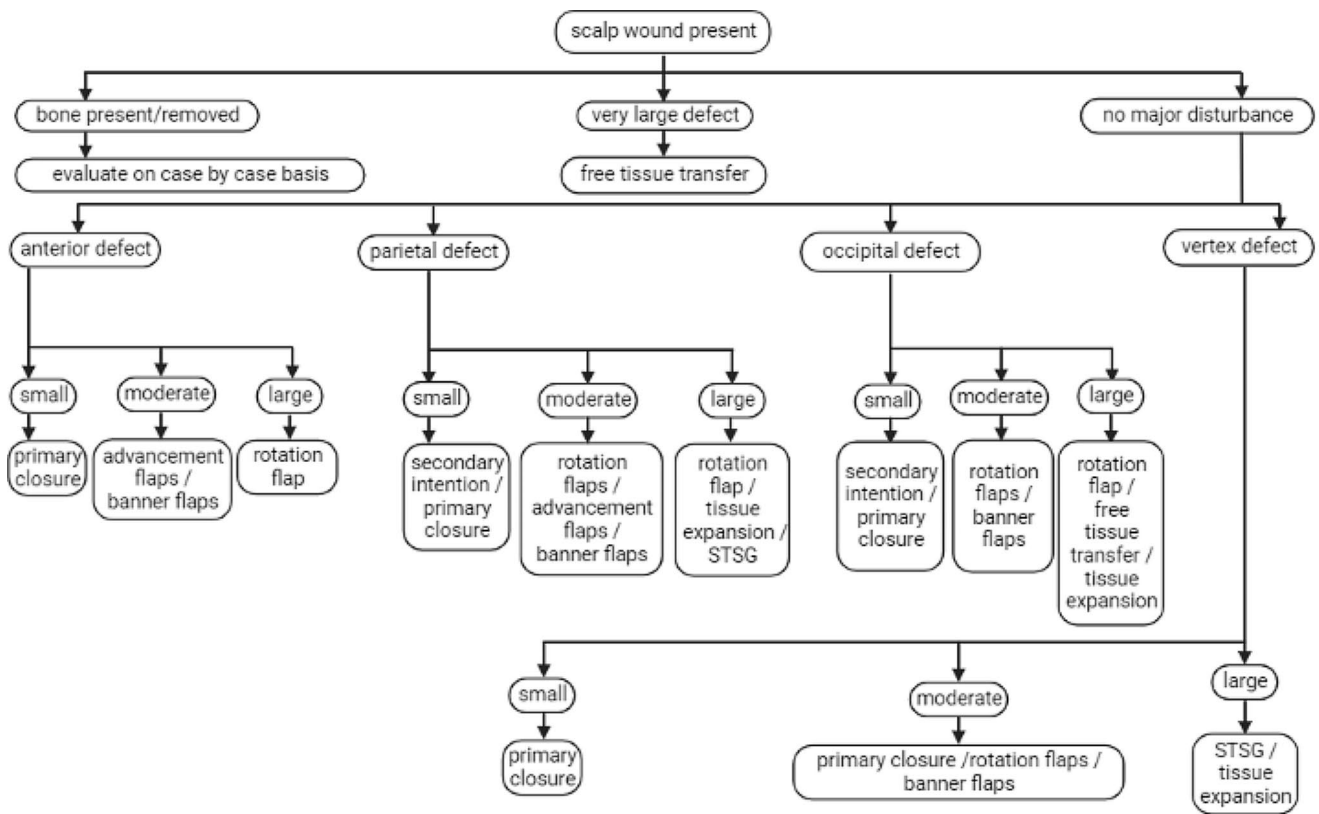 scalp wound present
bone present/removed
very large defect
no major disturbance
evaluate on case by case basis
free tissue transfer
anterior defect
parietal defect
occipital defect
vertex defect
small
moderate
large
primary
closure
advancement
flaps /
banner flaps
rotation
flap
small
moderate
large
secondary
intention /
primary
closure
rotation
flaps /
advancement
flaps /
banner flaps
rotation
flap /
tissue
expansion /
STSG
small
moderate
large
secondary
intention /
primary
closure
rotation
flaps /
banner
flaps
rotation
flap /
free
tissue
transfer /
tissue
expansion
small
moderate
large
primary
closure
primary closure /rotation flaps /
banner flaps
STSG /
tissue
expansion